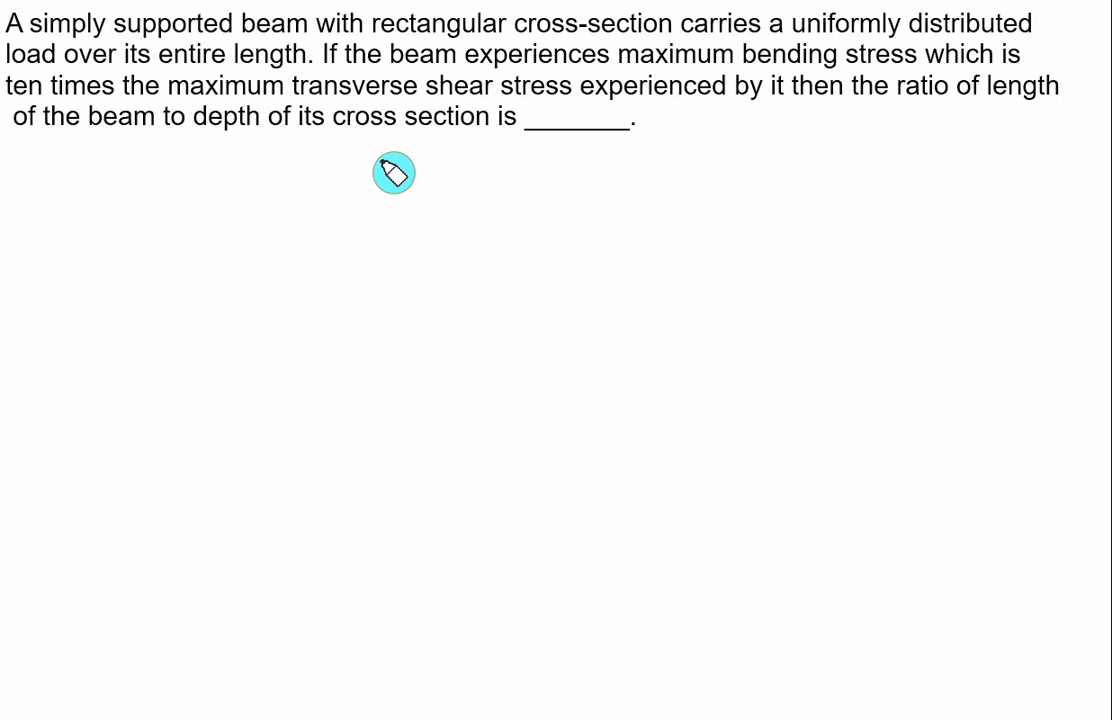 A simply supported beam with rectangular cross-section carries a uniformly distributed
load over its entire length. If the beam experiences maximum bending stress which is
ten times the maximum transverse shear stress experienced by it then the ratio of length
of the beam to depth of its cross section is ________.